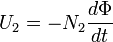 U_2 = -N_2 \frac{d\Phi}{dt}